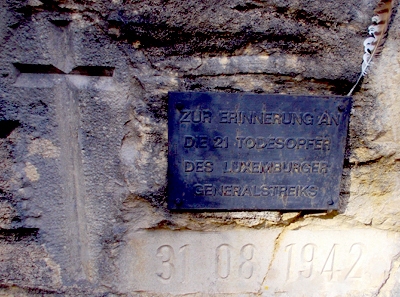 ZUR ERINNERUNG AN
DIE 21 TODESOPFER
DES LUXEMBURGER
GENERALSTREIKS
31 08 1942